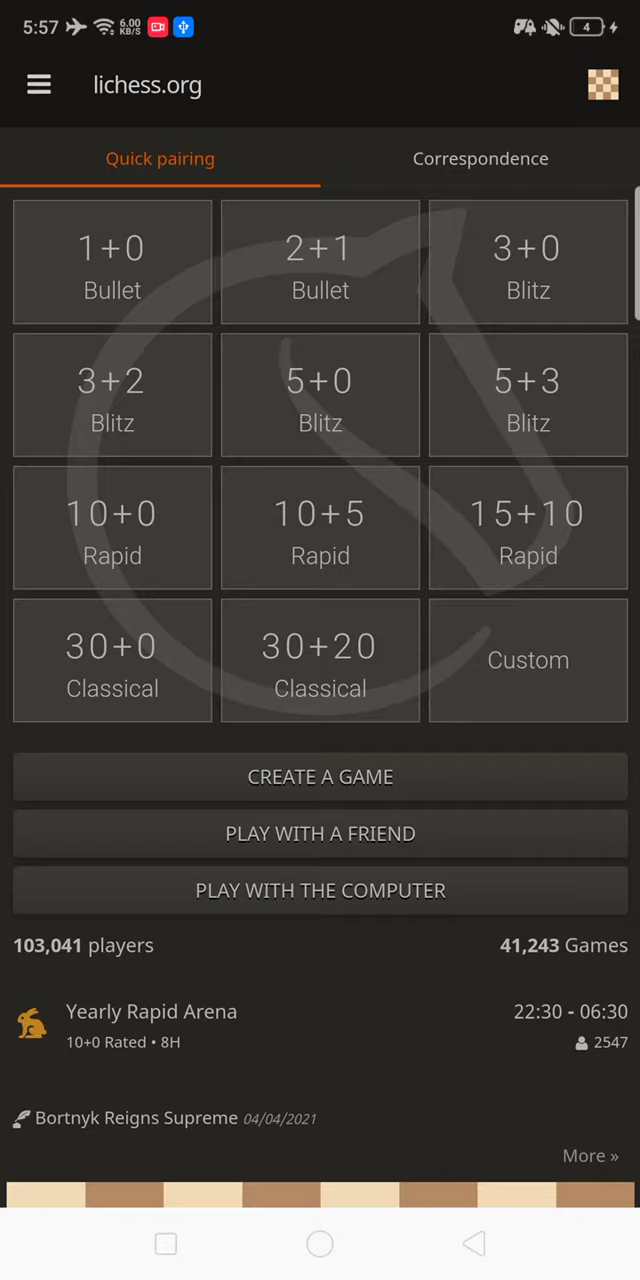 5:57 6.00 KB/S 4
lichess.org
Quick pairing Correspondence
1+0 2+1 3+0
Bullet Bullet Blitz
3+2 5+0 5+3
Blitz Blitz Blitz
10+0 10+5 15+10
Rapid Rapid Rapid
30+0 30+20 Custom
Classical Classical
CREATE A GAME
PLAY WITH A FRIEND
PLAY WITH THE COMPUTER
103,041 players 41,243 Games
Yearly Rapid Arena 22:30 - 06:30
10+0 Rated • 8H 2547
Bortnyk Reigns Supreme 04/04/2021
More »